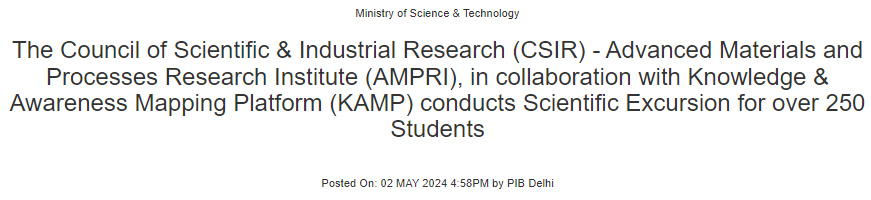 Ministry of Science & Technology
The Council of Scientific & Industrial Research (CSIR) - Advanced Materials and
Processes Research Institute (AMPRI), in collaboration with Knowledge &
Awareness Mapping Platform (KAMP) conducts Scientific Excursion for over 250
Students
Posted On: 02 MAY 2024 4:58PM by PIB Delhi